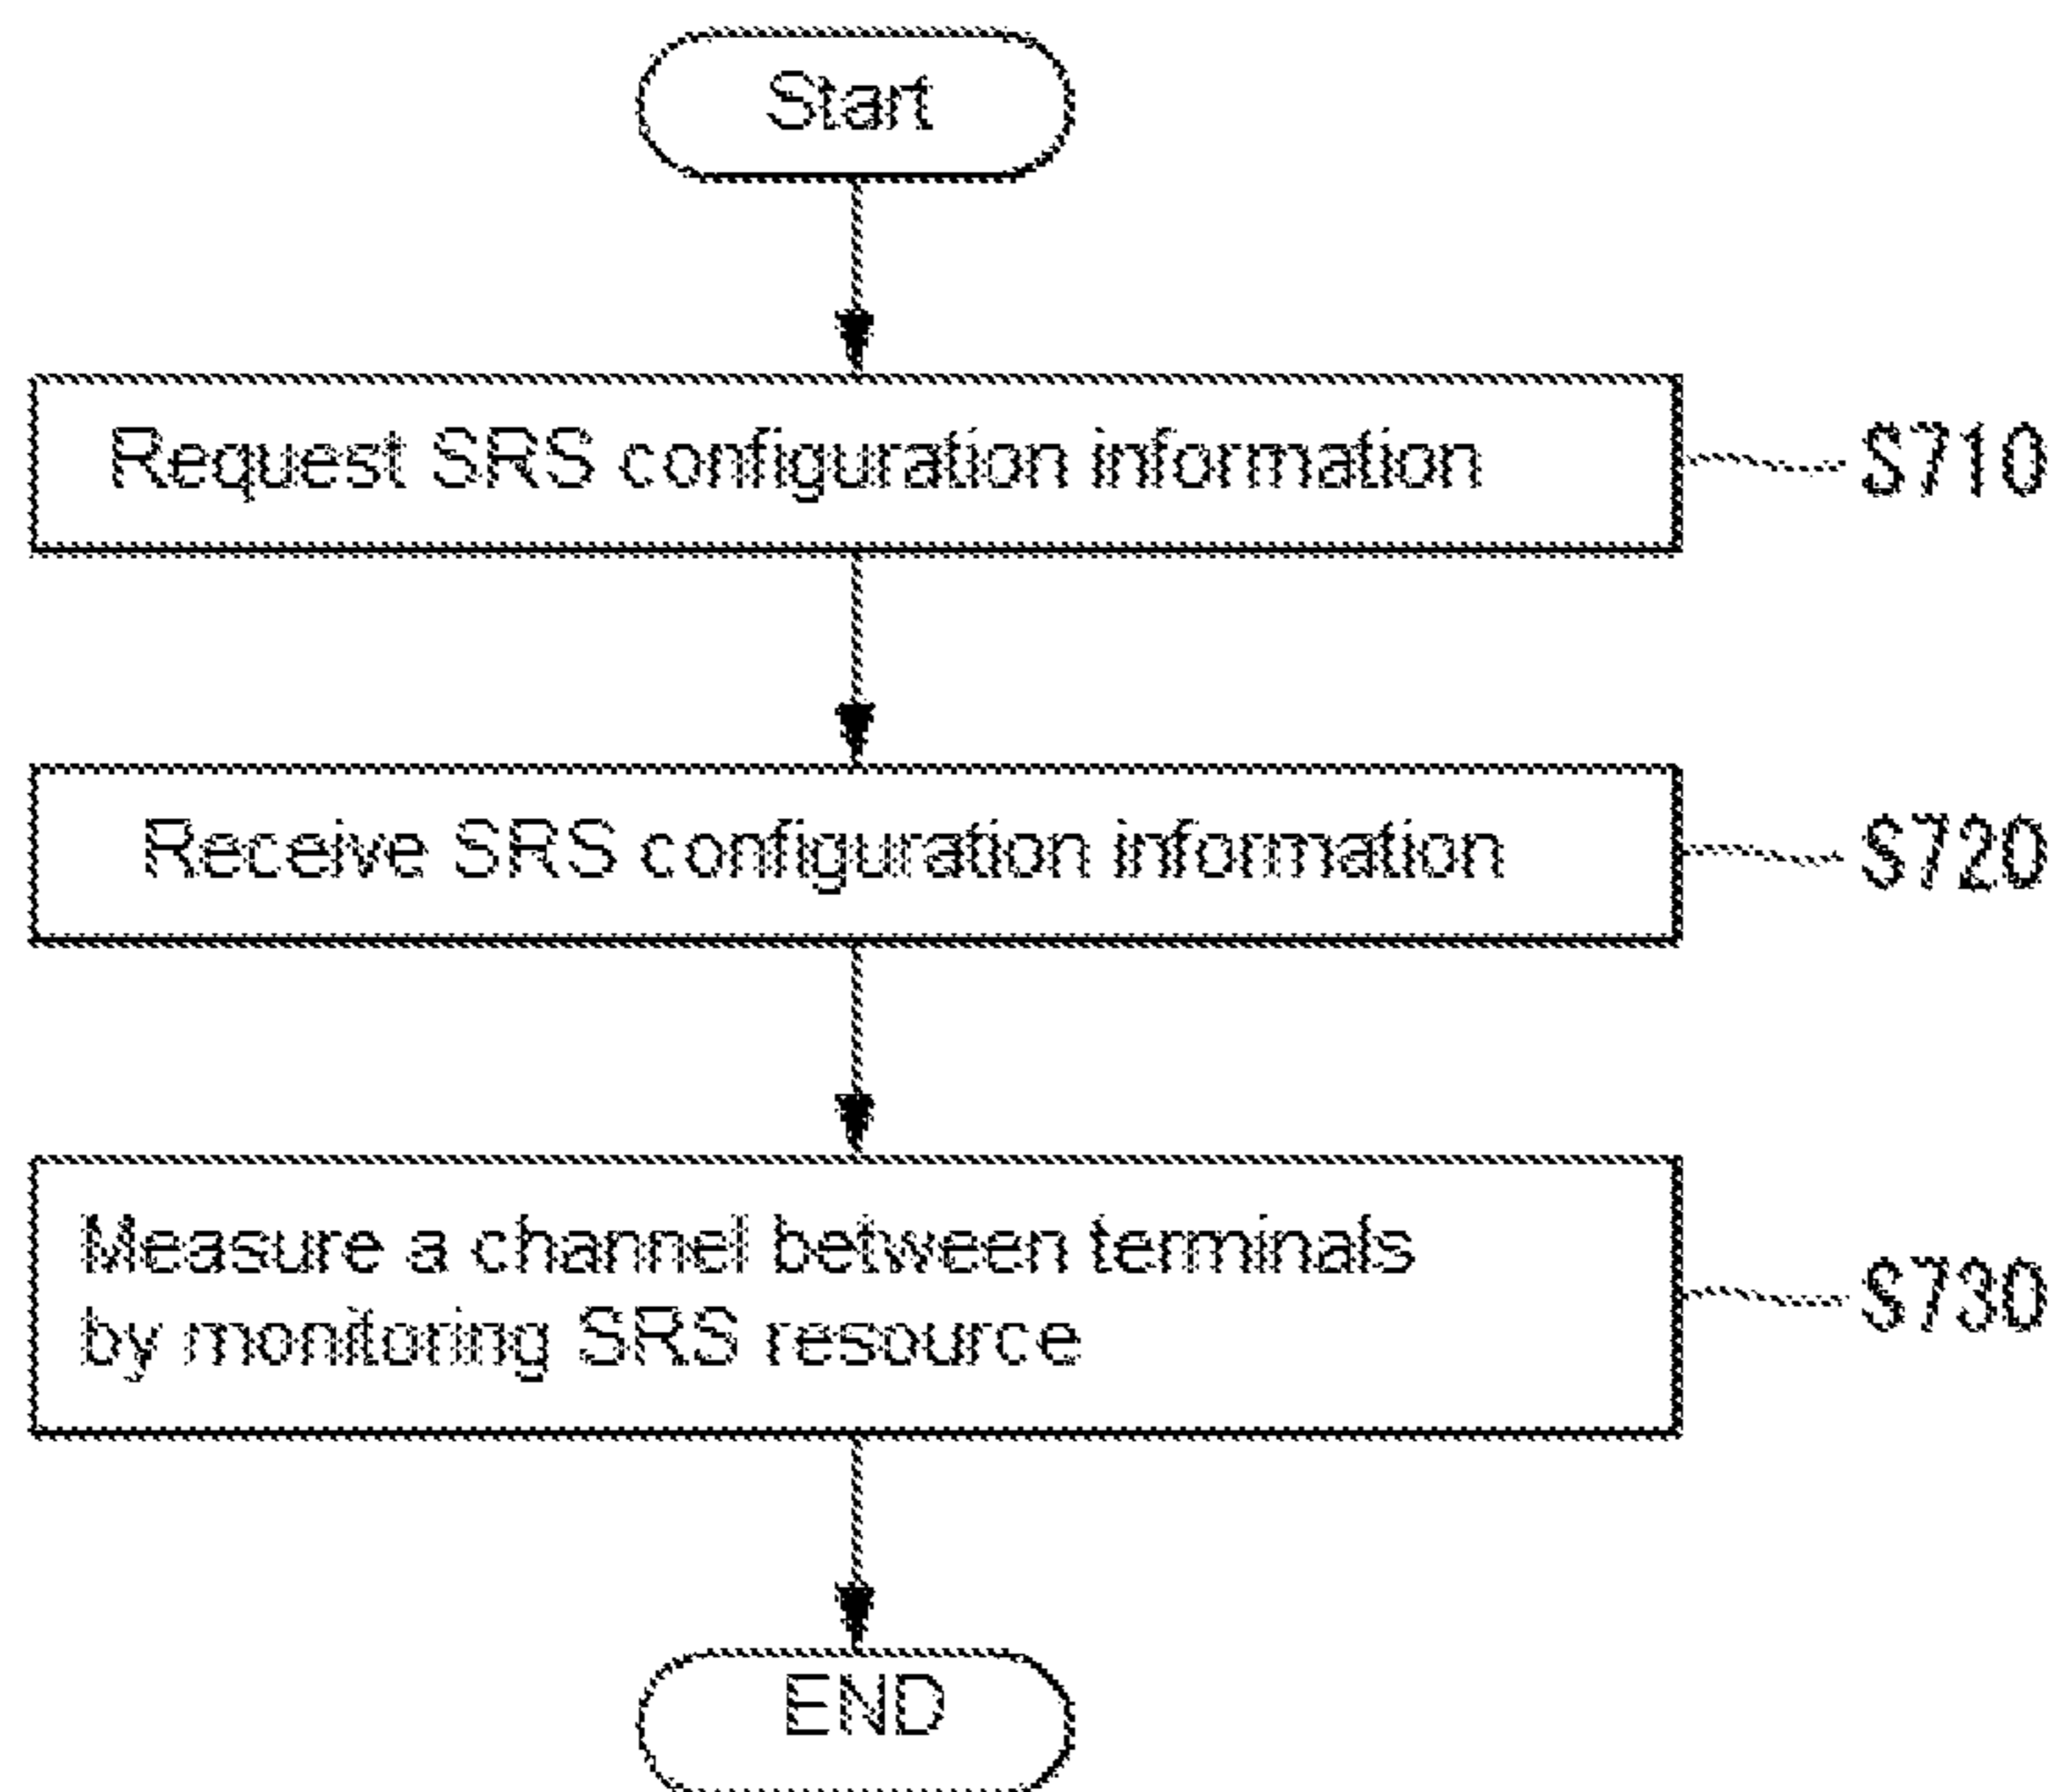 Start
Request SRS configuration information
S710
Receive SRS configuration information
S720
Measure a channel between terminals
by monitoring SRS resource
S730
END